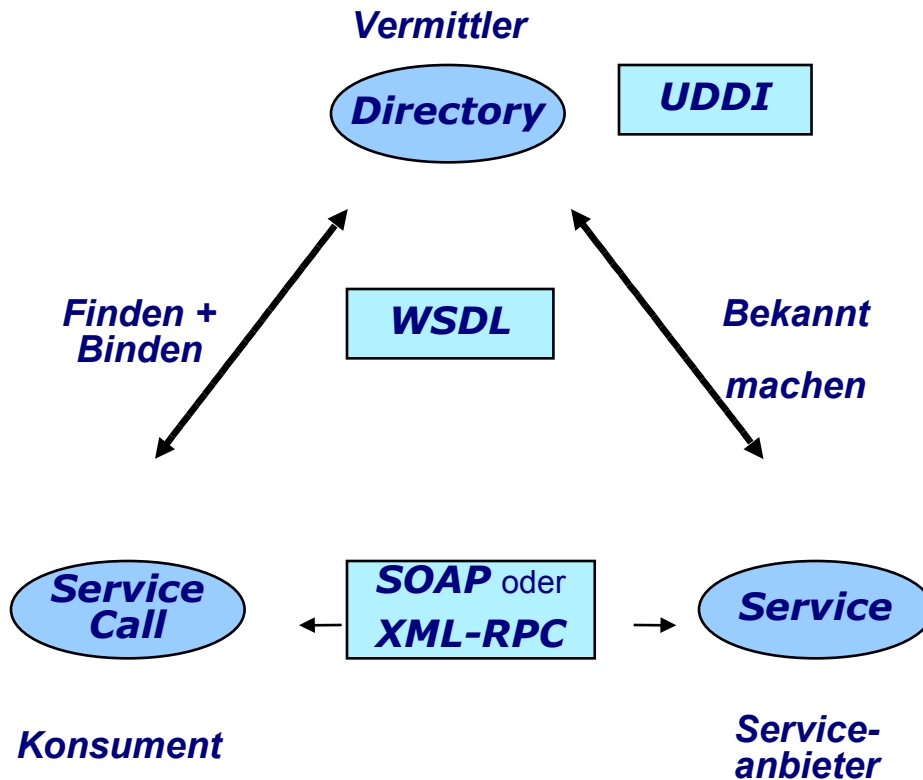 Vermittler
Directory
UDDI
Finden +
Binden
WSDL
Bekannt
machen
Service
Call
SOAP oder
XML-RPC
Service
Konsument
Service-
anbieter